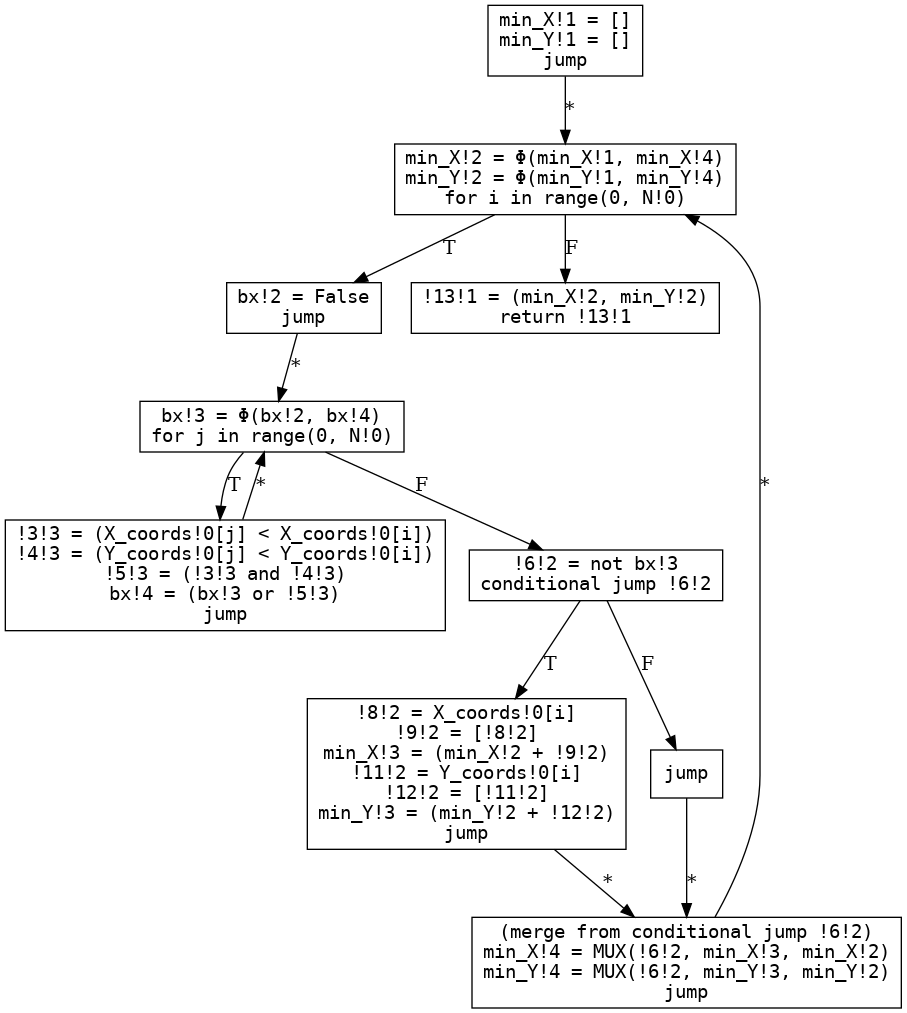 min_X!1 = []
min_Y!1 = []
jump
*
min_X!2 = Φ(min_X!1, min_X!4)
min_Y!2 = Φ(min_Y!1, min_Y!4)
for i in range(0, N!0)
T
F
bx!2 = False
jump
!13!1 = (min_X!2, min_Y!2)
return !13!1
*
bx!3 = Φ(bx!2, bx!4)
for j in range(0, N!0)
T
*
F
*
!3!3 = (X_coords!0[j] < X_coords!0[i])
!4!3 = (Y_coords!0[j] < Y_coords!0[i])
!5!3 = (!3!3 and !4!3)
bx!4 = (bx!3 or !5!3)
jump
!6!2 = not bx!3
conditional jump !6!2
T
F
!8!2 = X_coords!0[i]
!9!2 = [!8!2]
min_X!3 = (min_X!2 + !9!2)
!11!2 = Y_coords!0[i]
!12!2 = [!11!2]
min_Y!3 = (min_Y!2 + !12!2)
jump
jump
*
*
(merge from conditional jump !6!2)
min_X!4 = MUX(!6!2, min_X!3, min_X!2)
min_Y!4 = MUX(!6!2, min_Y!3, min_Y!2)
jump